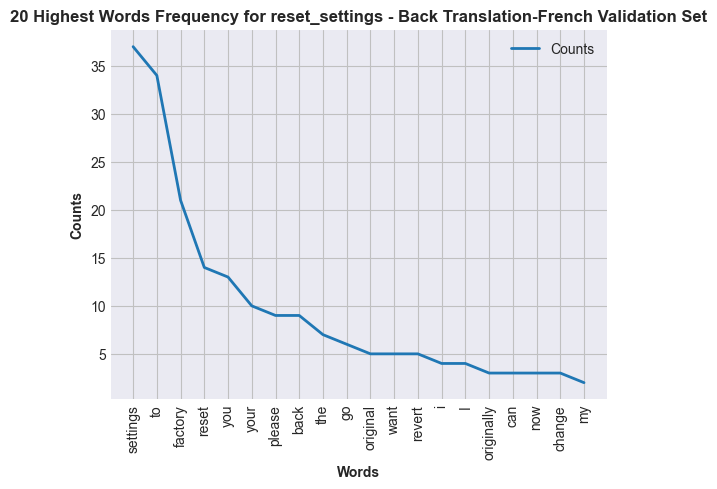 20 Highest Words Frequency for reset_settings - Back Translation-French Validation Set
Counts
Counts
35
30
25
20
15
10
5
settings
to
factory
reset
you
your
please
back
the
go
original
want
revert
i
I
originally
can
now
change
my
Words